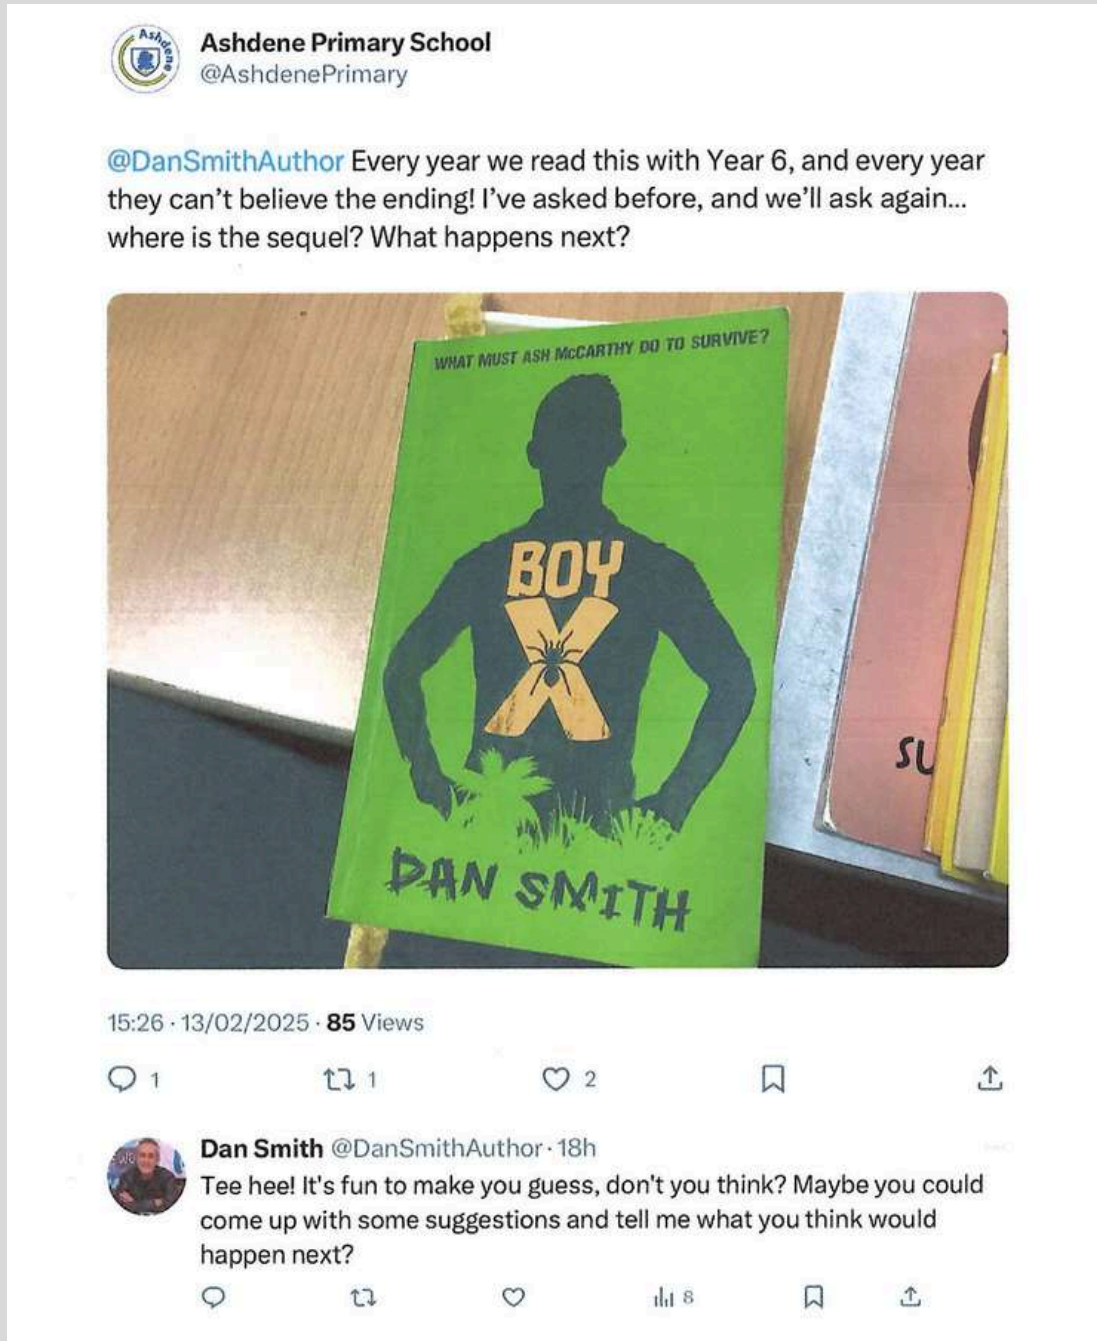 Ashdene
Ashdene Primary School
@AshdenePrimary
@DanSmithAuthor Every year we read this with Year 6, and every year
they can't believe the ending! I've asked before, and we'll ask again...
where is the sequel? What happens next?
WHAT MUST ASH McCARTHY DO TO SURVIVE?
BOY
X
DAN SMITH
SU
15:26 · 13/02/2025 · 85 Views
1 1 2
Dan Smith @DanSmithAuthor · 18h
Tee hee! It's fun to make you guess, don't you think? Maybe you could
come up with some suggestions and tell me what you think would
happen next?
8